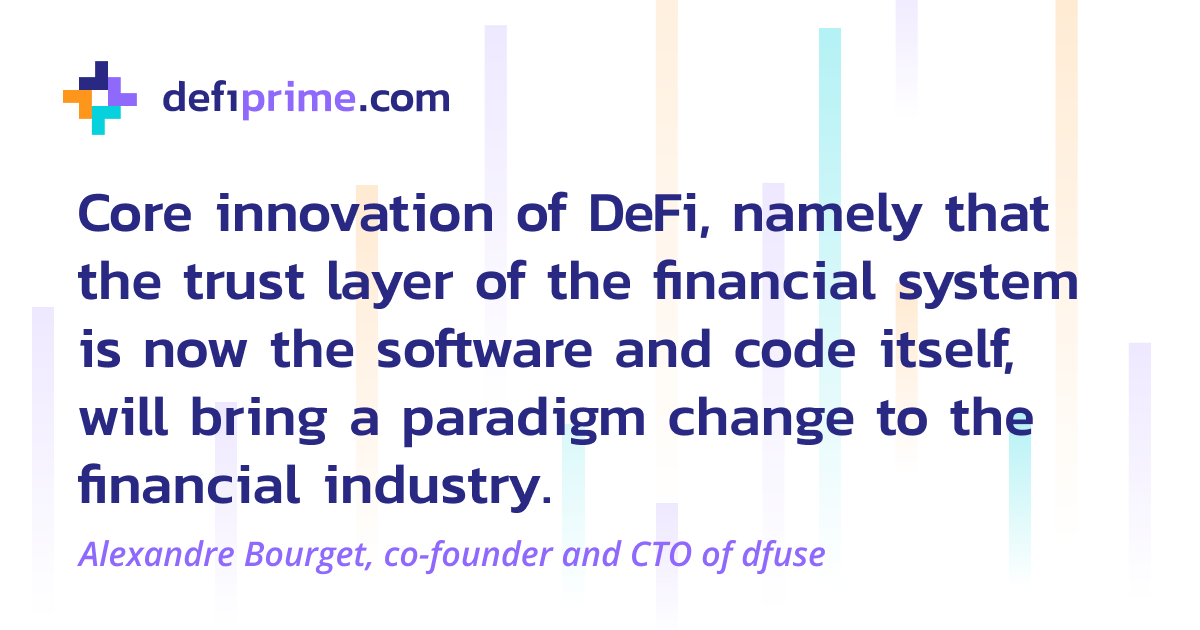 defiprime.com
Core innovation of DeFi, namely that
the trust layer of the financial system
is now the software and code itself,
will bring a paradigm change to the
financial industry.
Alexandre Bourget, co-founder and CTO of dfuse